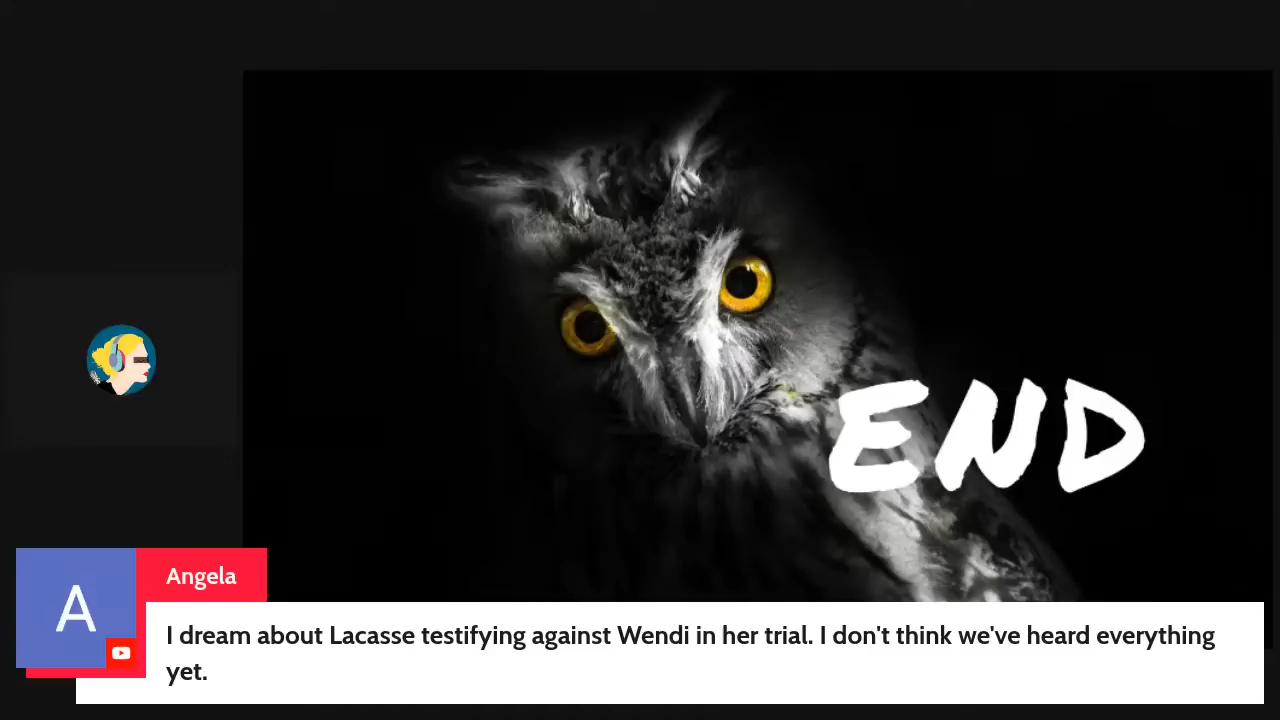 END
A
Angela
I dream about Lacasse testifying against Wendi in her trial. I don't think we've heard everything
yet.